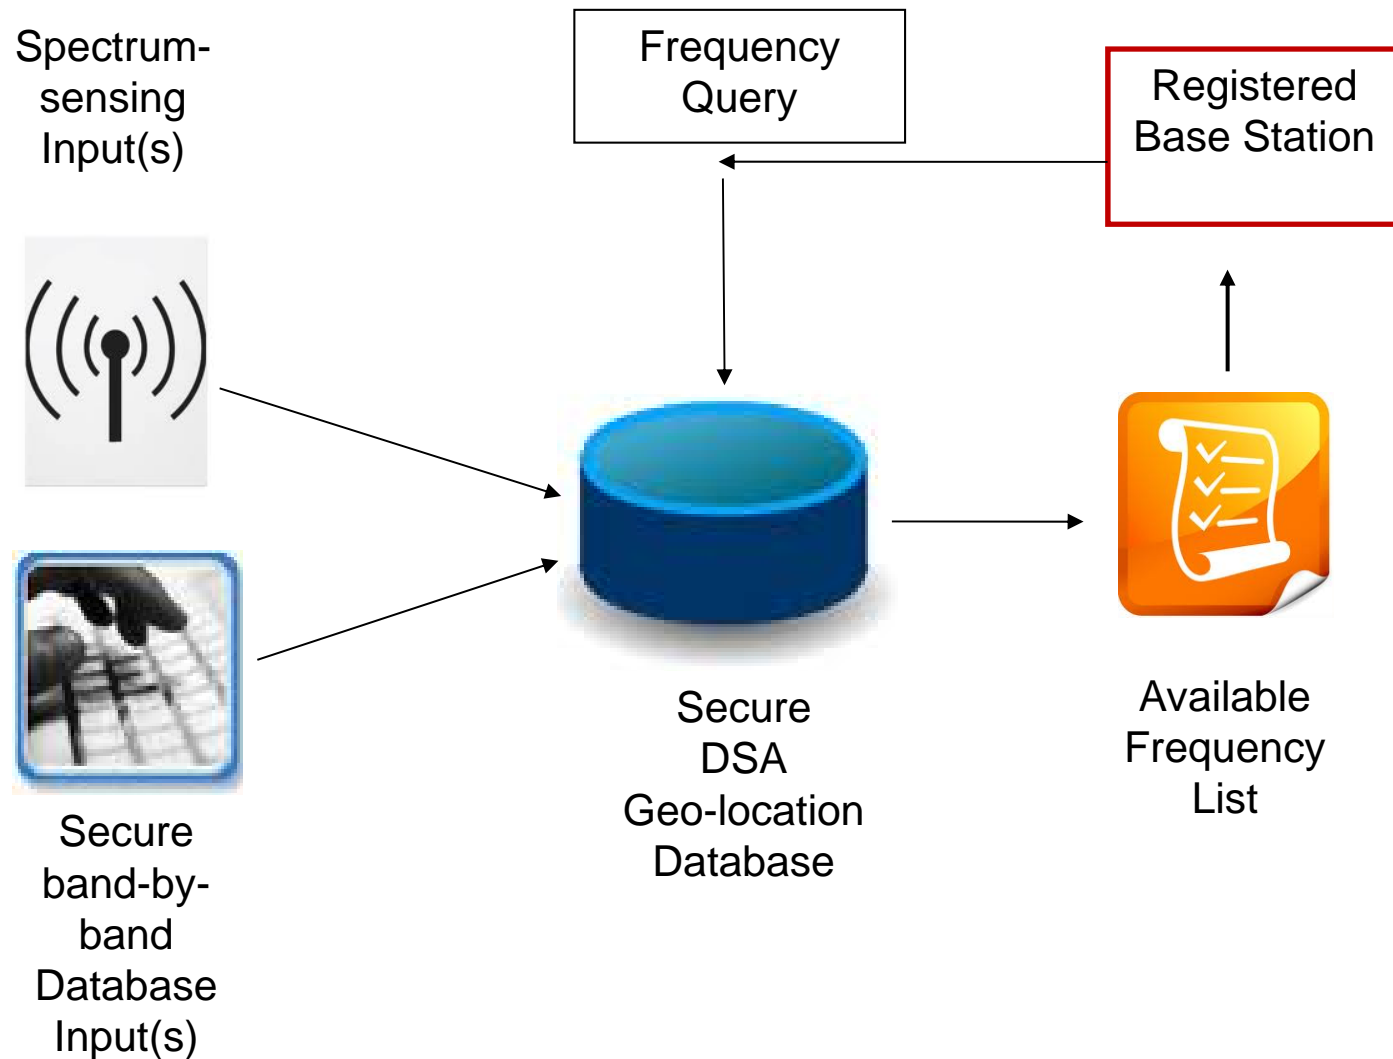 Spectrum-
sensing
Input(s)
Frequency
Query
Registered
Base Station
Secure
band-by-
band
Database
Input(s)
Secure
DSA
Geo-location
Database
Available
Frequency
List